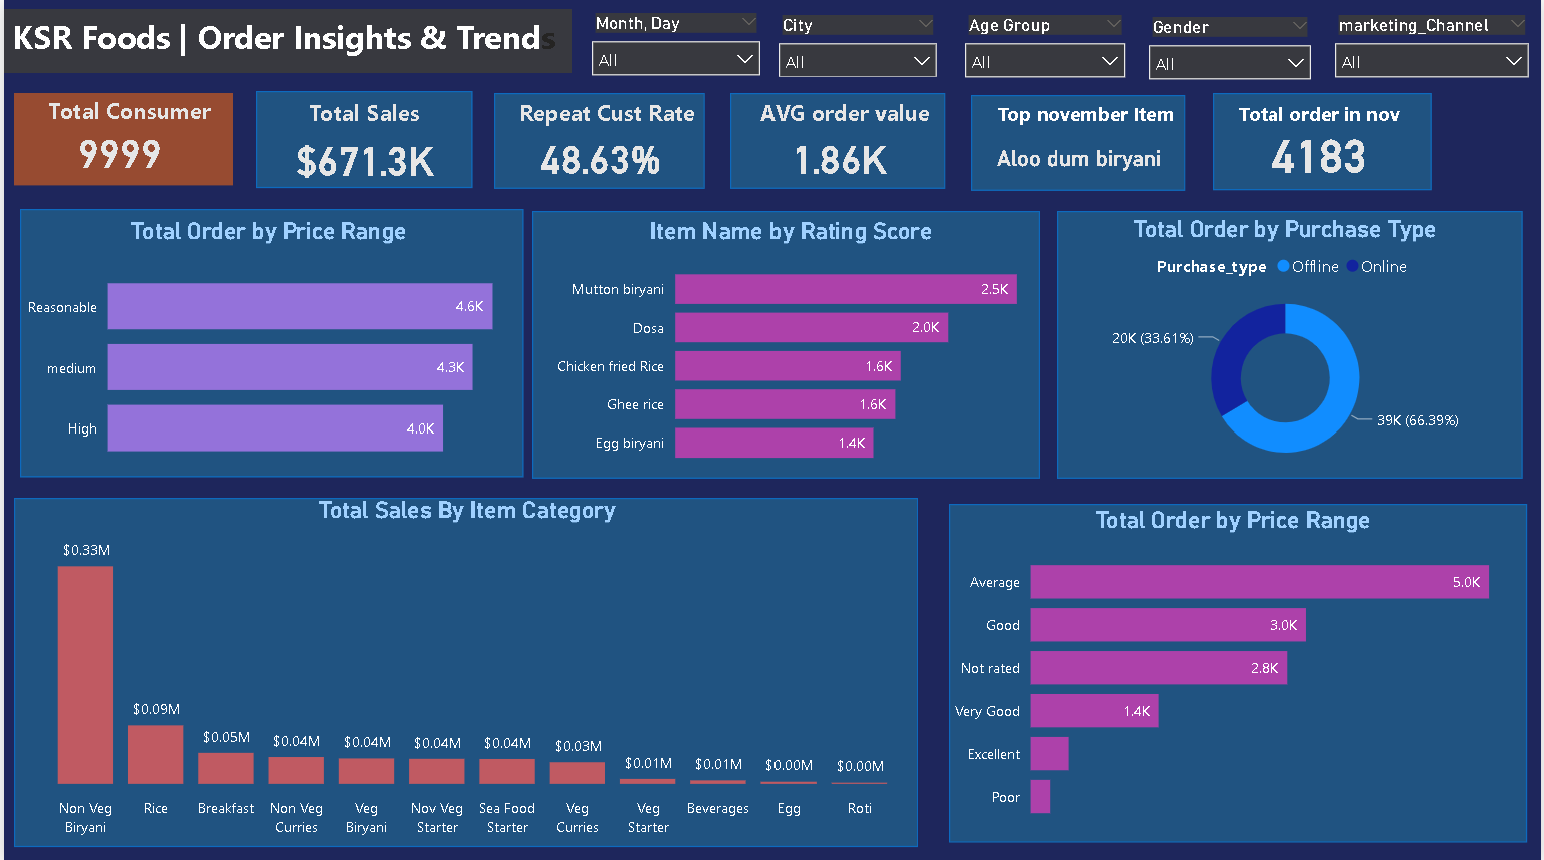 KSR Foods | Order Insights & Trends
Month, Day
All
City
All
Age Group
All
Gender
All
marketing_Channel
All
Total Consumer
9999
Total Sales
$671.3K
Repeat Cust Rate
48.63%
AVG order value
1.86K
Top november Item
Aloo dum biryani
Total order in nov
4183
Total Order by Price Range
Reasonable 4.6K
medium 4.3K
High 4.0K
Item Name by Rating Score
Mutton biryani 2.5K
Dosa 2.0K
Chicken fried Rice 1.6K
Ghee rice 1.6K
Egg biryani 1.4K
Total Order by Purchase Type
Purchase_type Offline Online
20K (33.61%)
39K (66.39%)
Total Sales By Item Category
$0.33M
$0.09M
$0.05M
$0.04M
$0.04M
$0.04M
$0.04M
$0.03M
$0.01M
$0.01M
$0.00M
$0.00M
Non Veg
Biryani
Rice
Breakfast
Non Veg
Curries
Veg
Biryani
Nov Veg
Starter
Sea Food
Starter
Veg
Curries
Veg
Starter
Beverages
Egg
Roti
Total Order by Price Range
Average 5.0K
Good 3.0K
Not rated 2.8K
Very Good 1.4K
Excellent
Poor